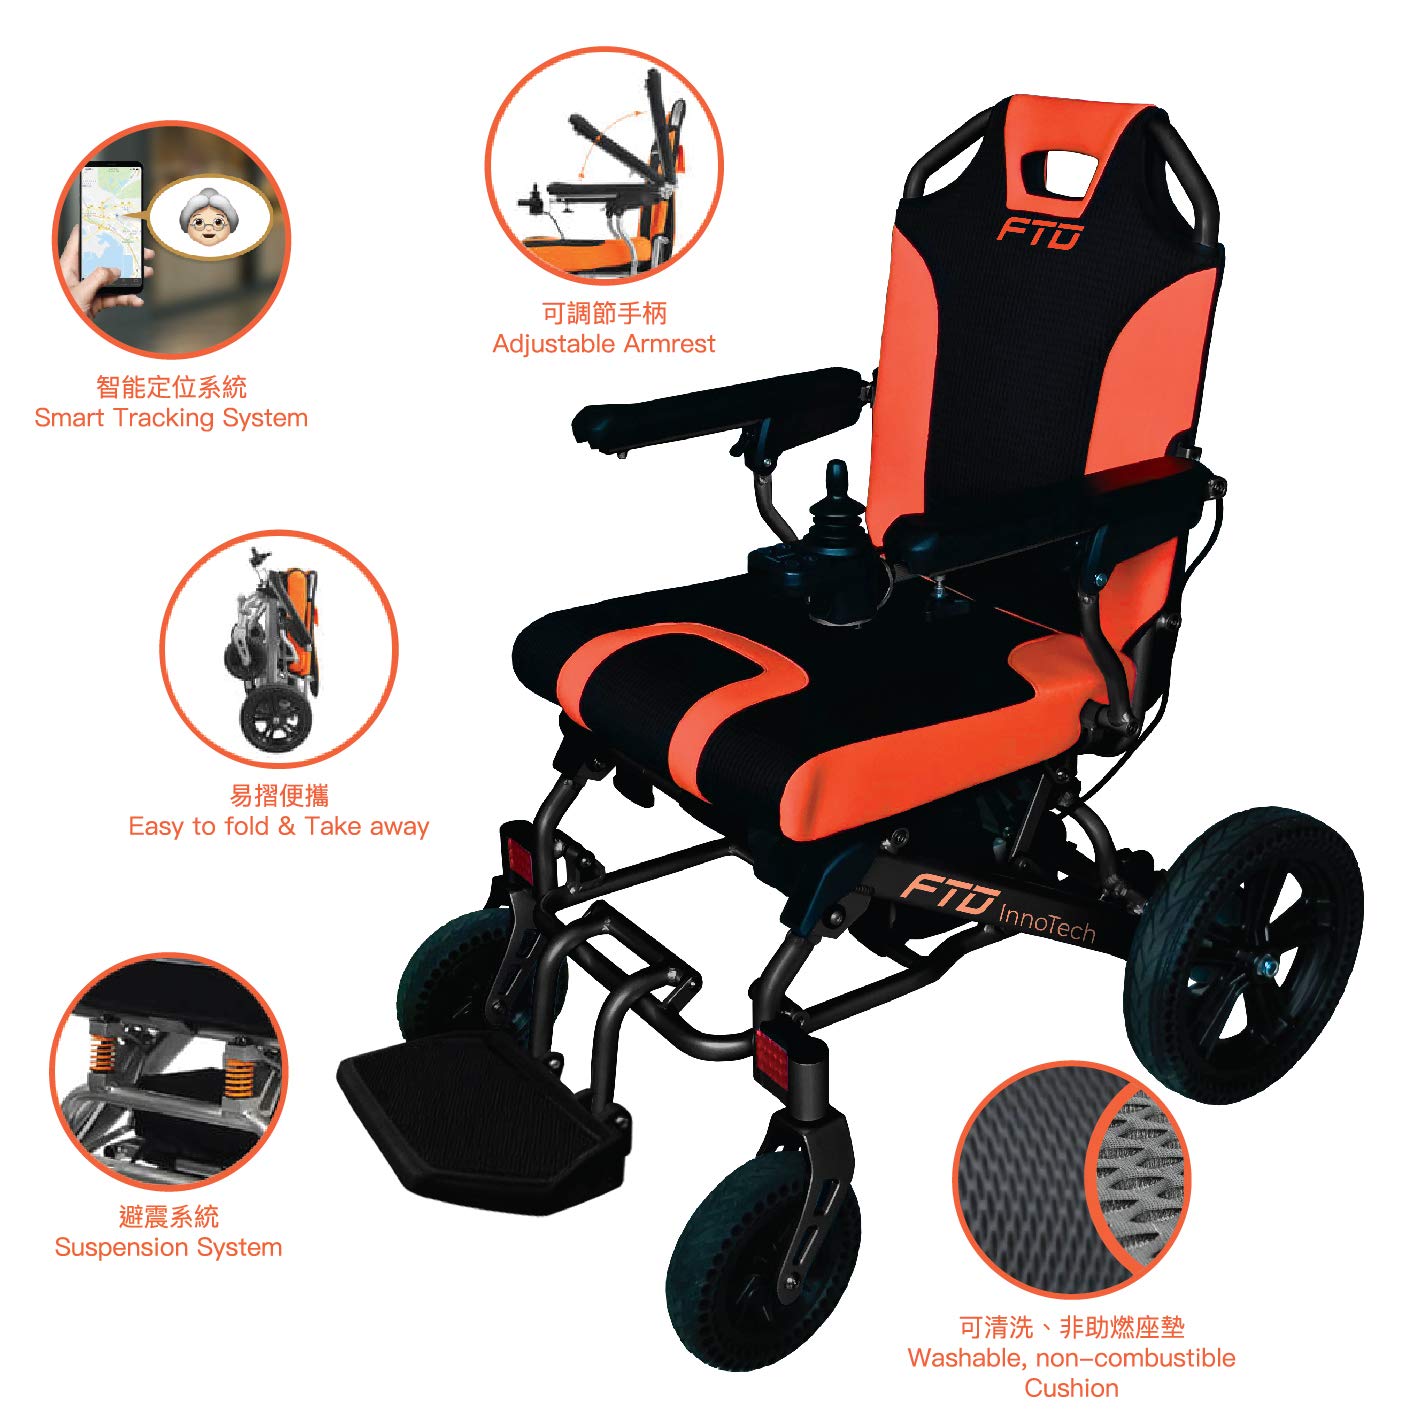 可調節手柄
Adjustable Armrest
FTD
智能定位系統
Smart Tracking System
易摺便攜
Easy to fold & Take away
FTD InnoTech
避震系統
Suspension System
可清洗、非助燃座墊
Washable, non-combustible
Cushion